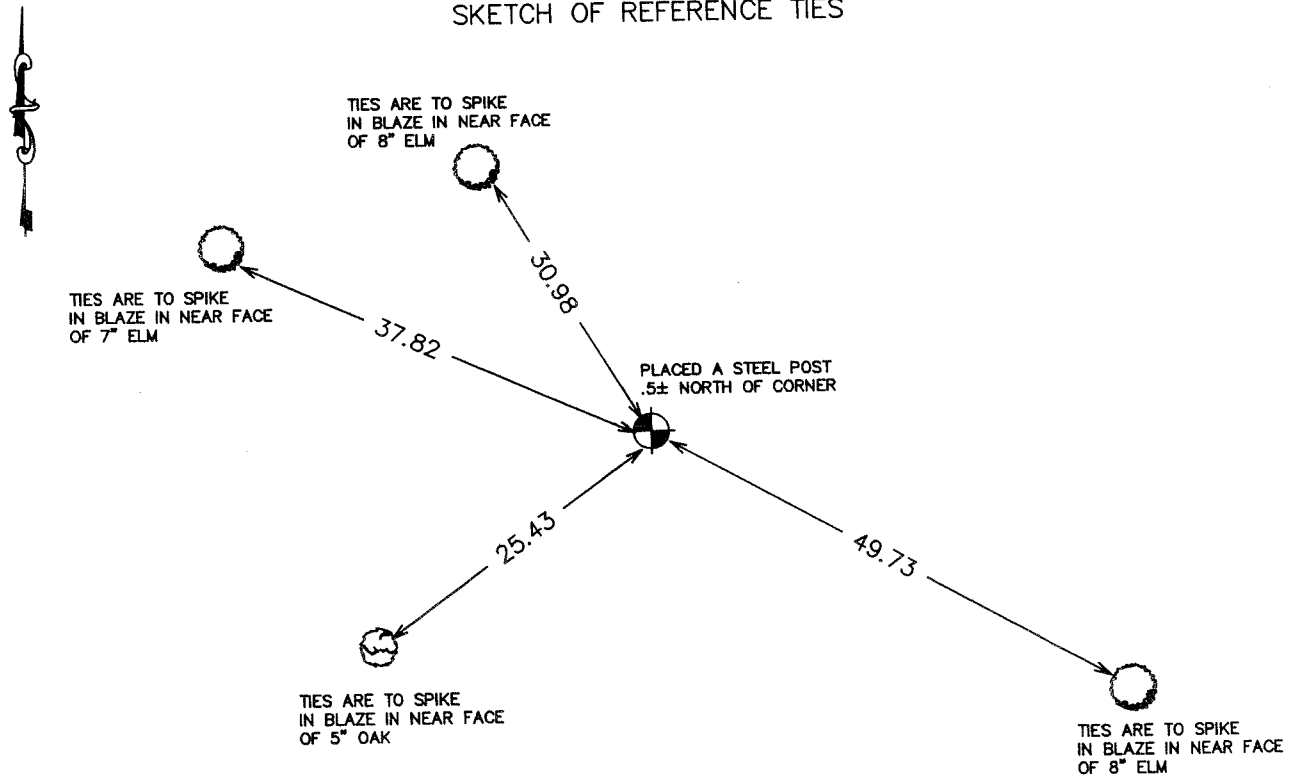 SKETCH OF REFERENCE TIES
TIES ARE TO SPIKE
IN BLAZE IN NEAR FACE
OF 8" ELM
30.98
TIES ARE TO SPIKE
IN BLAZE IN NEAR FACE
OF 7" ELM
37.82
PLACED A STEEL POST
.5± NORTH OF CORNER
25.43
49.73
TIES ARE TO SPIKE
IN BLAZE IN NEAR FACE
OF 5" OAK
TIES ARE TO SPIKE
IN BLAZE IN NEAR FACE
OF 8" ELM